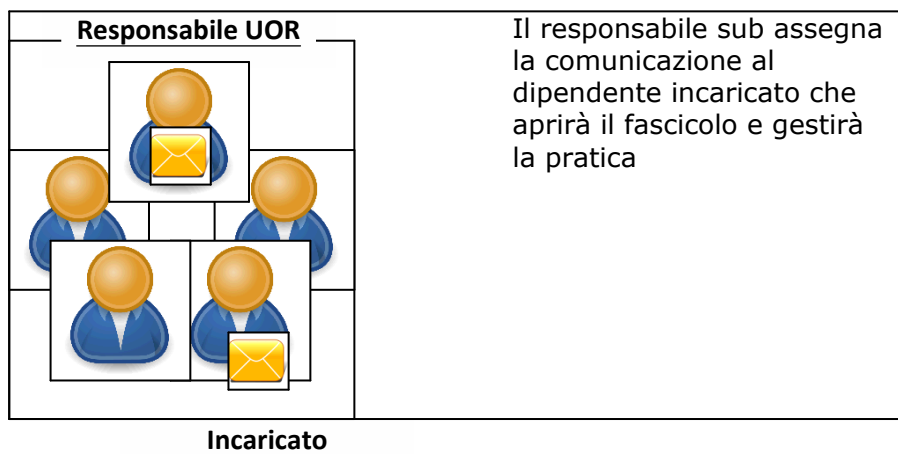 Responsabile UOR
Il responsabile sub assegna
la comunicazione al
dipendente incaricato che
aprirà il fascicolo e gestirà
la pratica
Incaricato